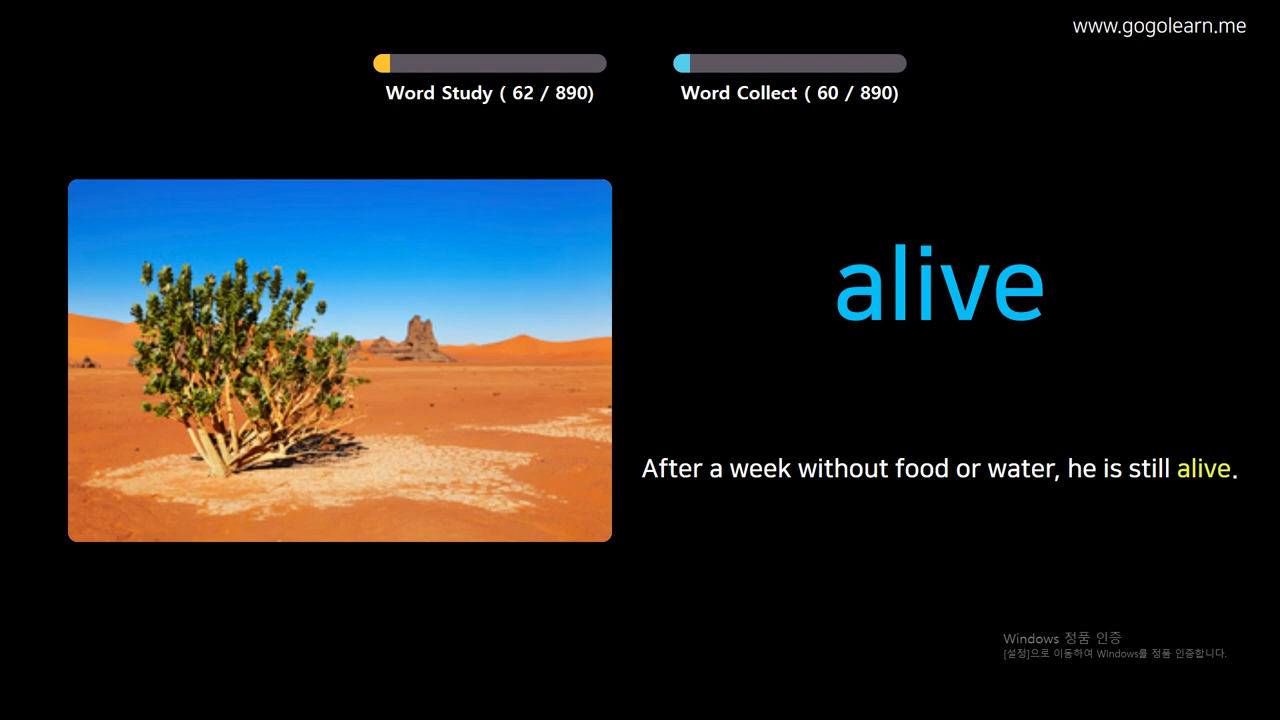 www.gogolearn.me
Word Study ( 62 / 890)
Word Collect ( 60 / 890)
alive
After a week without food or water, he is still alive.
Windows 정품 인증
[설정]으로 이동하여 Windows를 정품 인증합니다.